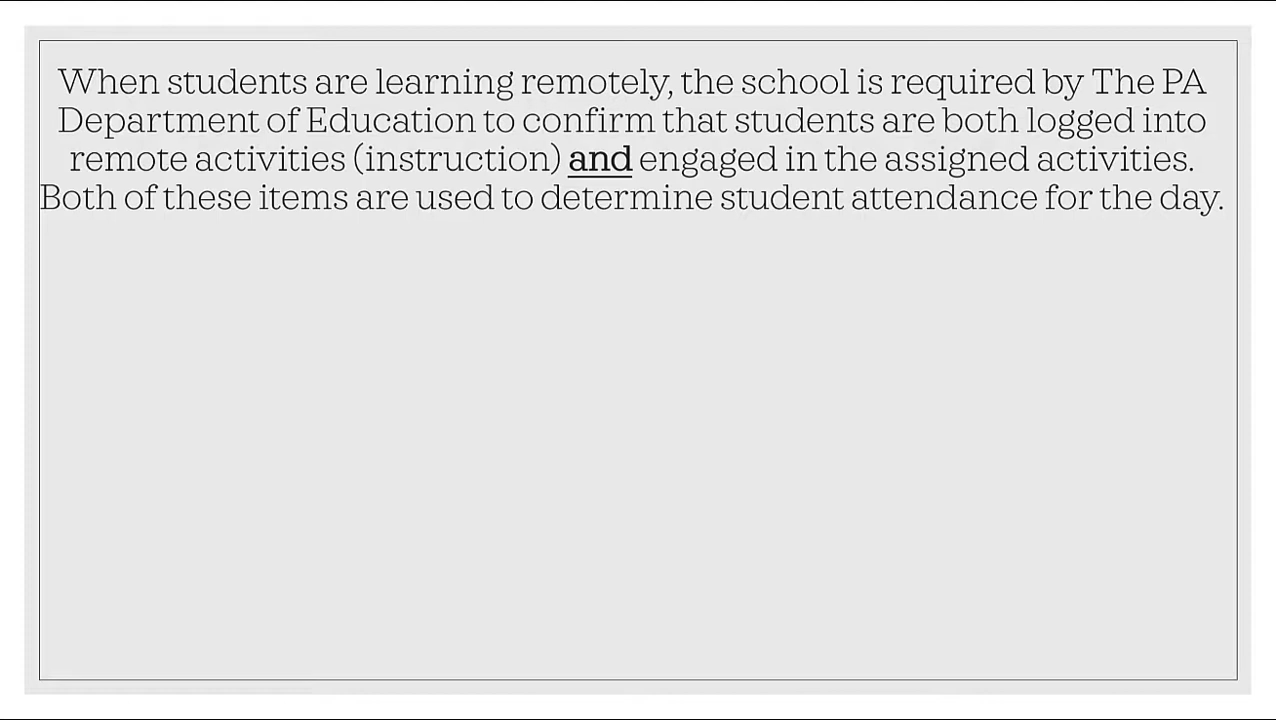 When students are learning remotely, the school is required by The PA
Department of Education to confirm that students are both logged into
remote activities (instruction) and engaged in the assigned activities.
Both of these items are used to determine student attendance for the day.